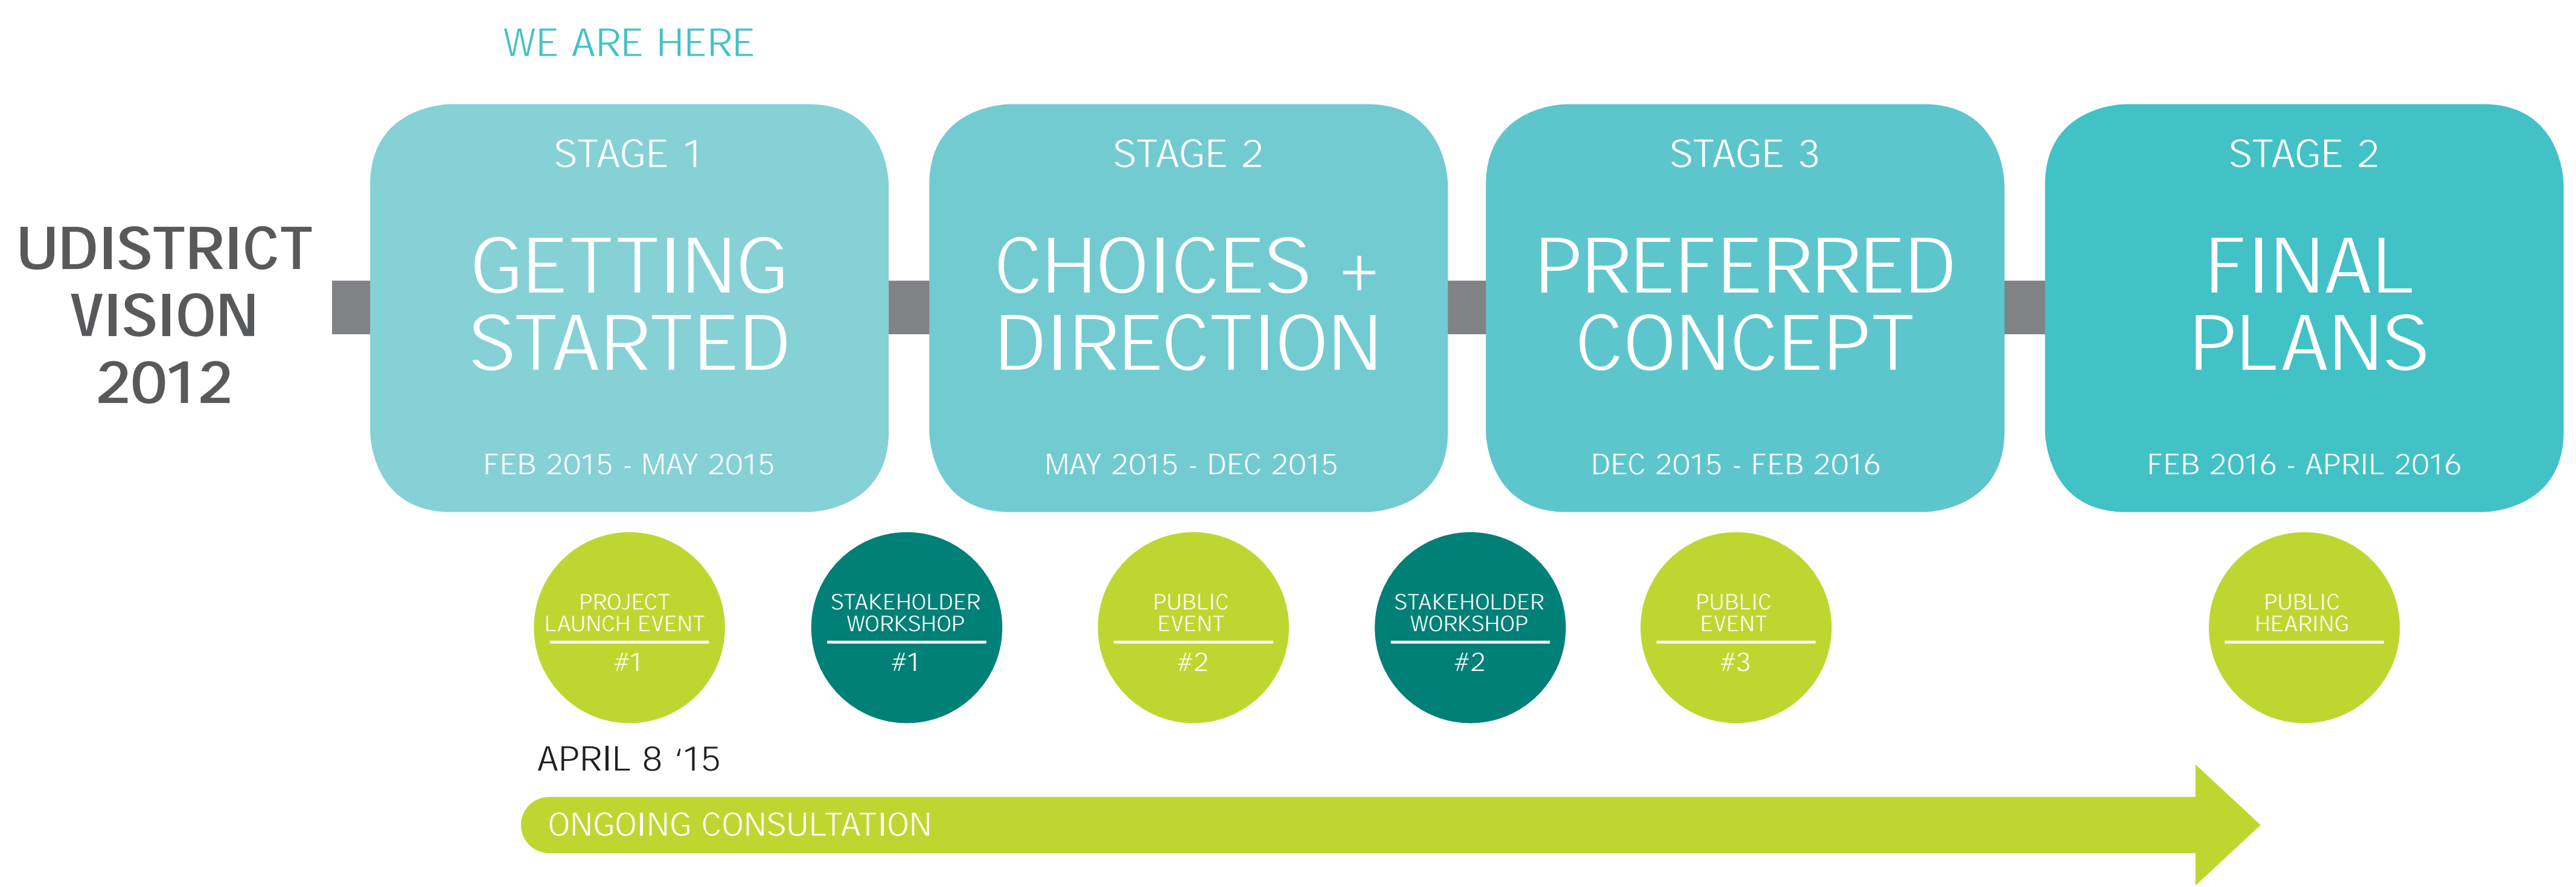 WE ARE HERE
UDISTRICT
VISION
2012
STAGE 1
GETTING
STARTED
FEB 2015 - MAY 2015
STAGE 2
CHOICES +
DIRECTION
MAY 2015 - DEC 2015
STAGE 3
PREFERRED
CONCEPT
DEC 2015 - FEB 2016
STAGE 2
FINAL
PLANS
FEB 2016 - APRIL 2016
PROJECT
LAUNCH EVENT
#1
STAKEHOLDER
WORKSHOP
#1
PUBLIC
EVENT
#2
STAKEHOLDER
WORKSHOP
#2
PUBLIC
EVENT
#3
PUBLIC
HEARING
APRIL 8 ‘15
ONGOING CONSULTATION